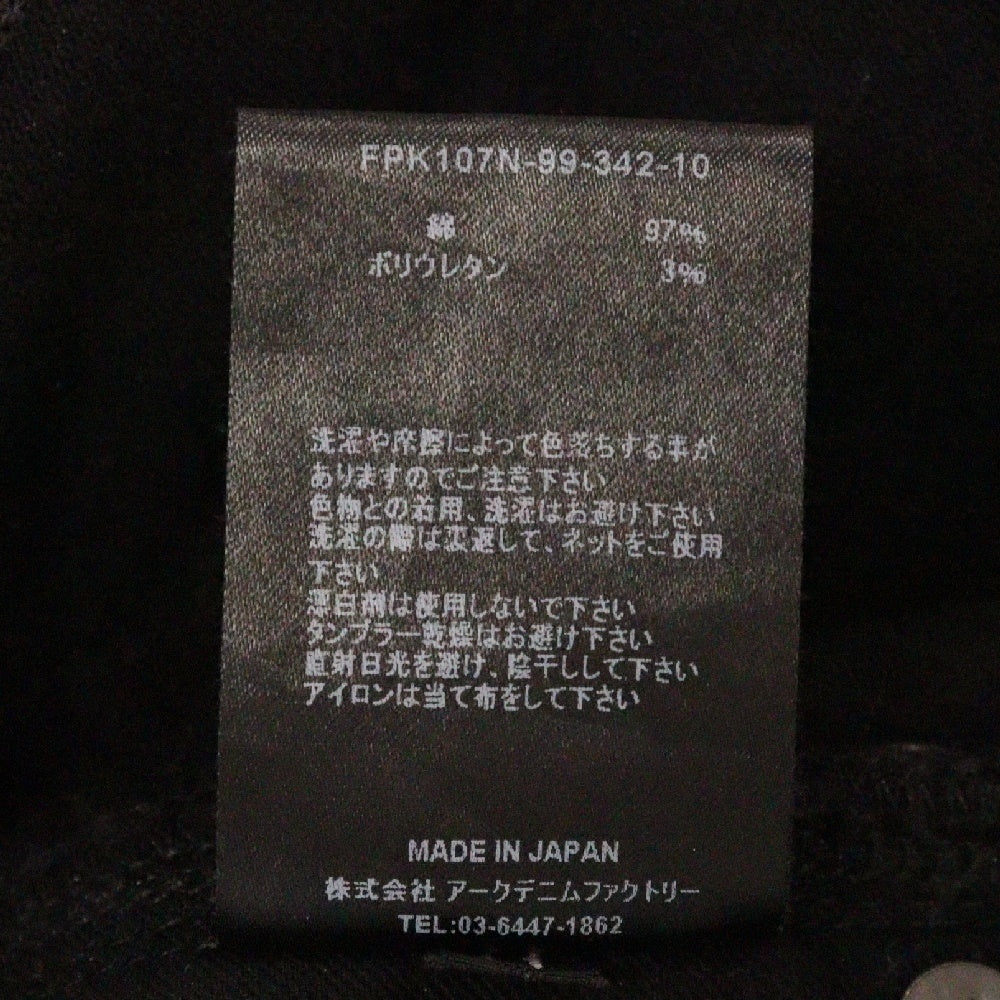 FPK107N-99-342-10
綿 97%
ポリウレタン 3%
洗濯や摩擦によって色落ちする事が
ありますのでご注意下さい
色物との着用、洗濯はお避け下さい
洗濯の際は裏返して、ネットをご使用
下さい
漂白剤は使用しないで下さい
タンブラー乾燥はお避け下さい
直射日光を避け、陰干しして下さい
アイロンは当て布をして下さい
MADE IN JAPAN
株式会社 アークデニムファクトリー
TEL:03-6447-1862